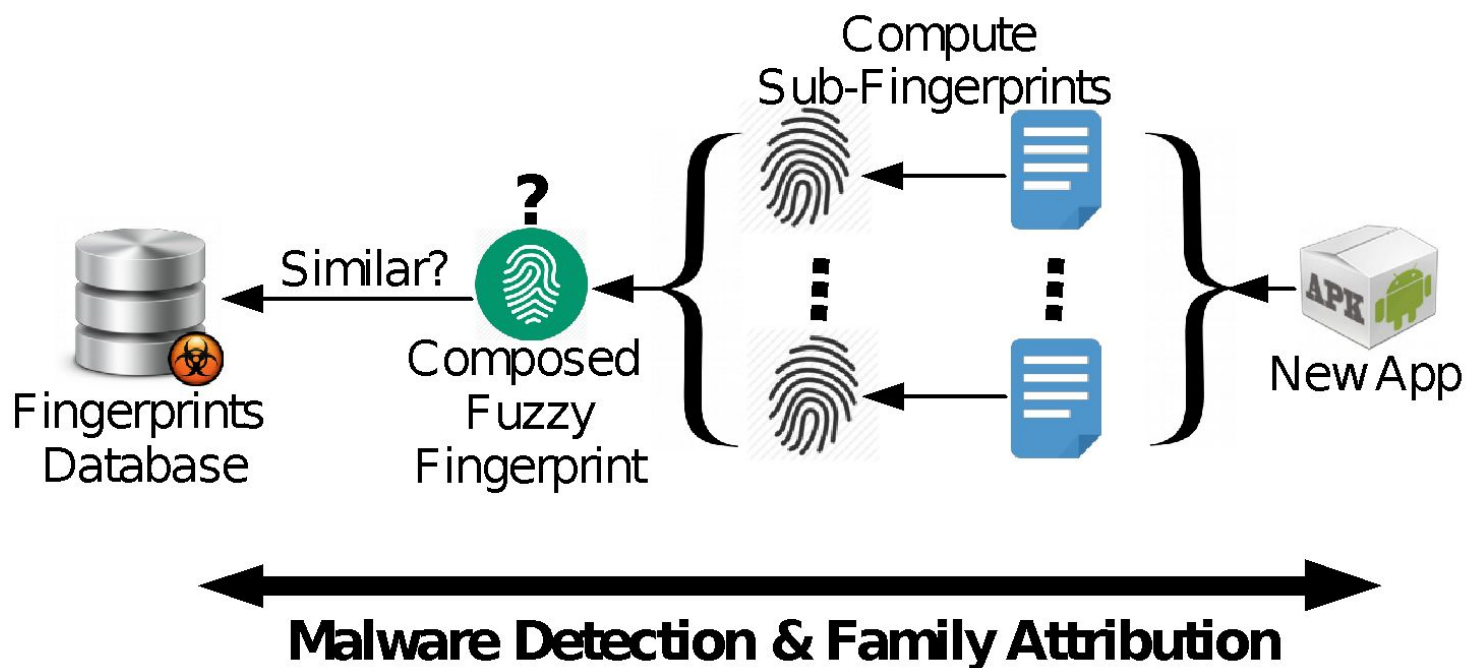 Compute
Sub-Fingerprints
?
Similar?
APK
New App
Composed
Fuzzy
Fingerprint
Fingerprints
Database
Malware Detection & Family Attribution